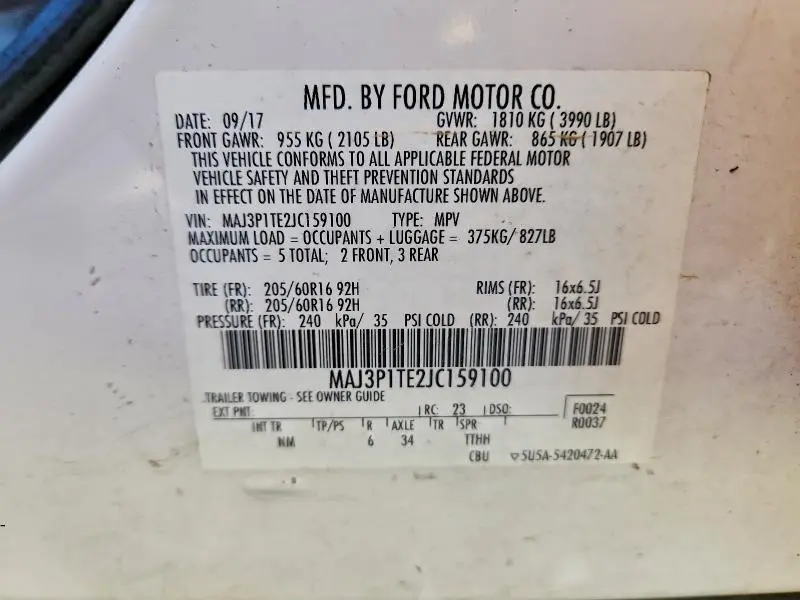 MFD. BY FORD MOTOR CO.
DATE: 09/17 GVWR: 1810 KG ( 3990 LB)
FRONT GAWR: 955 KG ( 2105 LB) REAR GAWR: 865 KG ( 1907 LB)
THIS VEHICLE CONFORMS TO ALL APPLICABLE FEDERAL MOTOR
VEHICLE SAFETY AND THEFT PREVENTION STANDARDS
IN EFFECT ON THE DATE OF MANUFACTURE SHOWN ABOVE.
VIN: MAJ3P1TE2JC159100 TYPE: MPV
MAXIMUM LOAD = OCCUPANTS + LUGGAGE = 375KG/ 827LB
OCCUPANTS = 5 TOTAL; 2 FRONT, 3 REAR
TIRE (FR): 205/60R16 92H RIMS (FR): 16x6.5J
(RR): 205/60R16 92H (RR): 16x6.5J
PRESSURE (FR): 240 kPa/ 35 PSI COLD (RR): 240 kPa/ 35 PSI COLD
MAJ3P1TE2JC159100
TRAILER TOWING - SEE OWNER GUIDE
EXT PNT: RC: 23 DSO: F0024
INT TR TP/PS R AXLE TR SPR R0037
NM 6 34 TTHH
CBU 5U5A-5420472-AA